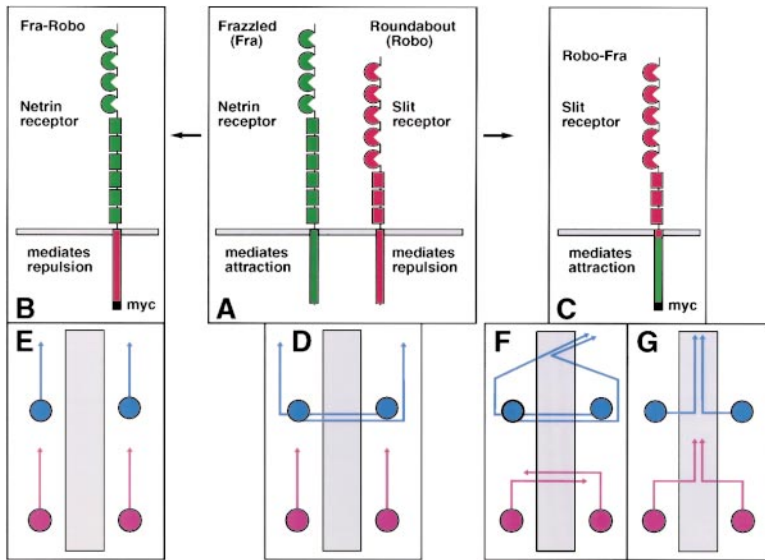 Fra-Robo
Netrin
receptor
mediates
repulsion
myc
B
Frazzled
(Fra)
Roundabout
(Robo)
Netrin
receptor
Slit
receptor
mediates
attraction
mediates
repulsion
A
Robo-Fra
Slit
receptor
mediates
attraction
myc
C
E
D
F
G